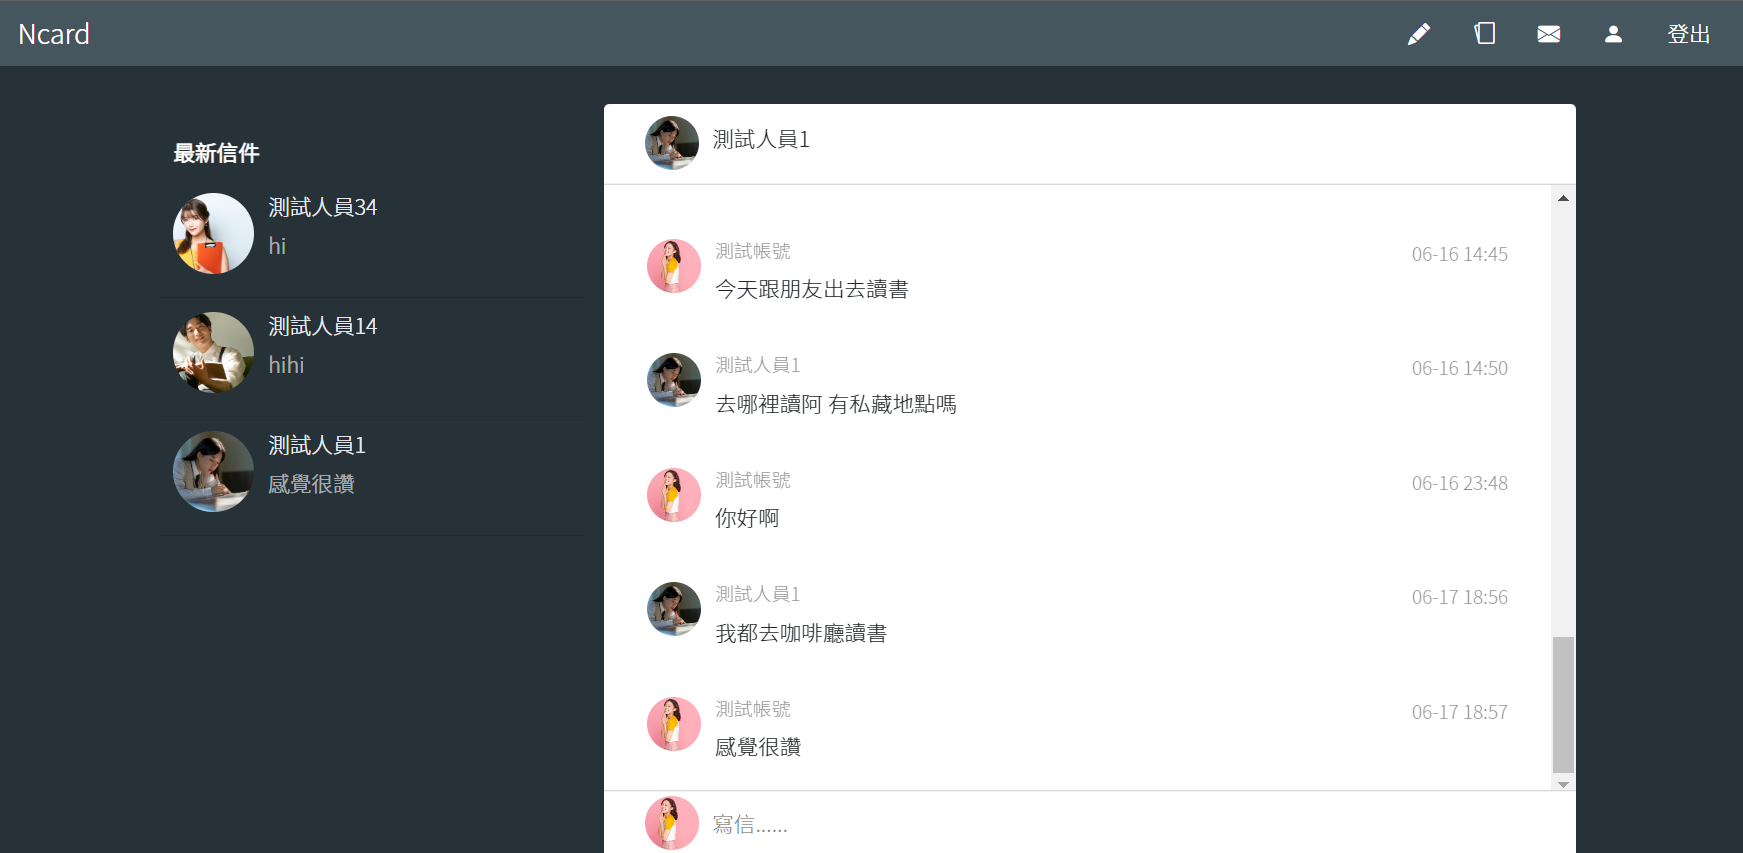 Ncard
登出
最新信件
測試人員34
hi
測試人員14
hihi
測試人員1
感覺很讚
測試人員1
測試帳號
06-16 14:45
今天跟朋友出去讀書
測試人員1
06-16 14:50
去哪裡讀阿 有私藏地點嗎
測試帳號
06-16 23:48
你好啊
測試人員1
06-17 18:56
我都去咖啡廳讀書
測試帳號
06-17 18:57
感覺很讚
寫信......